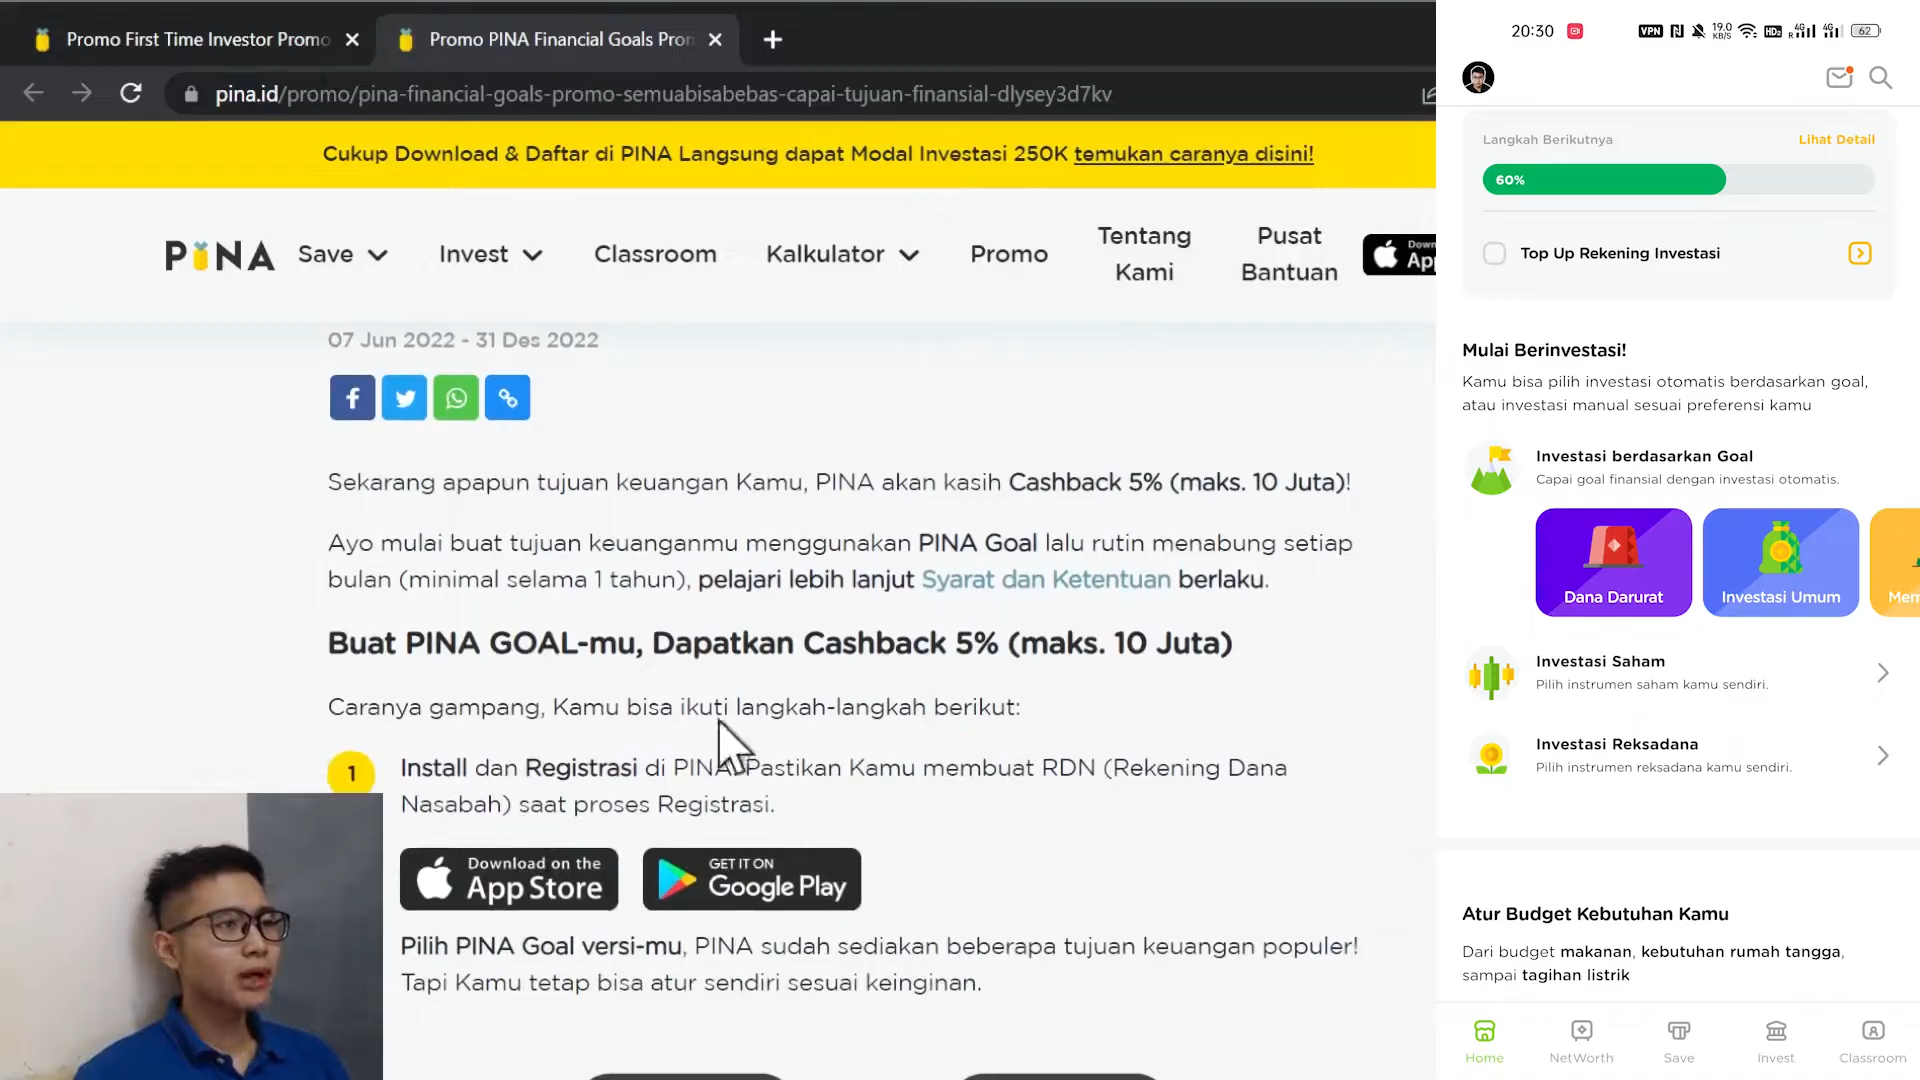 Promo First Time Investor Promo
Promo PINA Financial Goals Pron
pina.id/promo/pina-financial-goals-promo-semuabisabebas-capai-tujuan-finansial-dlysey3d7kv
Cukup Download & Daftar di PINA Langsung dapat Modal Investasi 250K temukan caranya disini!
PINA
Save
Invest
Classroom
Kalkulator
Promo
Tentang
Kami
Pusat
Bantuan
Down
App
07 Jun 2022 - 31 Des 2022
Sekarang apapun tujuan keuangan Kamu, PINA akan kasih Cashback 5% (maks. 10 Juta)!
Ayo mulai buat tujuan keuanganmu menggunakan PINA Goal lalu rutin menabung setiap
bulan (minimal selama 1 tahun), pelajari lebih lanjut Syarat dan Ketentuan berlaku.
Buat PINA GOAL-mu, Dapatkan Cashback 5% (maks. 10 Juta)
Caranya gampang, Kamu bisa ikuti langkah-langkah berikut:
1
Install dan Registrasi di PINA. Pastikan Kamu membuat RDN (Rekening Dana
Nasabah) saat proses Registrasi.
Download on the
App Store
GET IT ON
Google Play
Pilih PINA Goal versi-mu, PINA sudah sediakan beberapa tujuan keuangan populer!
Tapi Kamu tetap bisa atur sendiri sesuai keinginan.
20:30
VPN
19.0
KB/S
HD2
R 4G
4G
62
Langkah Berikutnya
Lihat Detail
60%
Top Up Rekening Investasi
Mulai Berinvestasi!
Kamu bisa pilih investasi otomatis berdasarkan goal,
atau investasi manual sesuai preferensi kamu
Investasi berdasarkan Goal
Capai goal finansial dengan investasi otomatis.
Dana Darurat
Investasi Umum
Mem
Investasi Saham
Pilih instrumen saham kamu sendiri.
Investasi Reksadana
Pilih instrumen reksadana kamu sendiri.
Atur Budget Kebutuhan Kamu
Dari budget makanan, kebutuhan rumah tangga,
sampai tagihan listrik
Home
NetWorth
Save
Invest
Classroom